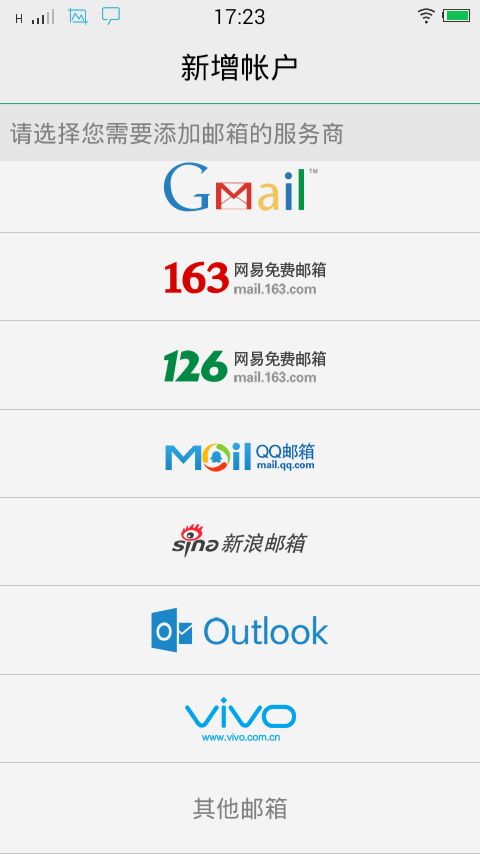 H 17:23
新增帐户
请选择您需要添加邮箱的服务商
Gmail™
163 网易免费邮箱
mail.163.com
126 网易免费邮箱
mail.163.com
Mail QQ邮箱
mail.qq.com
sina 新浪邮箱
Outlook
vivo
www.vivo.com.cn
其他邮箱